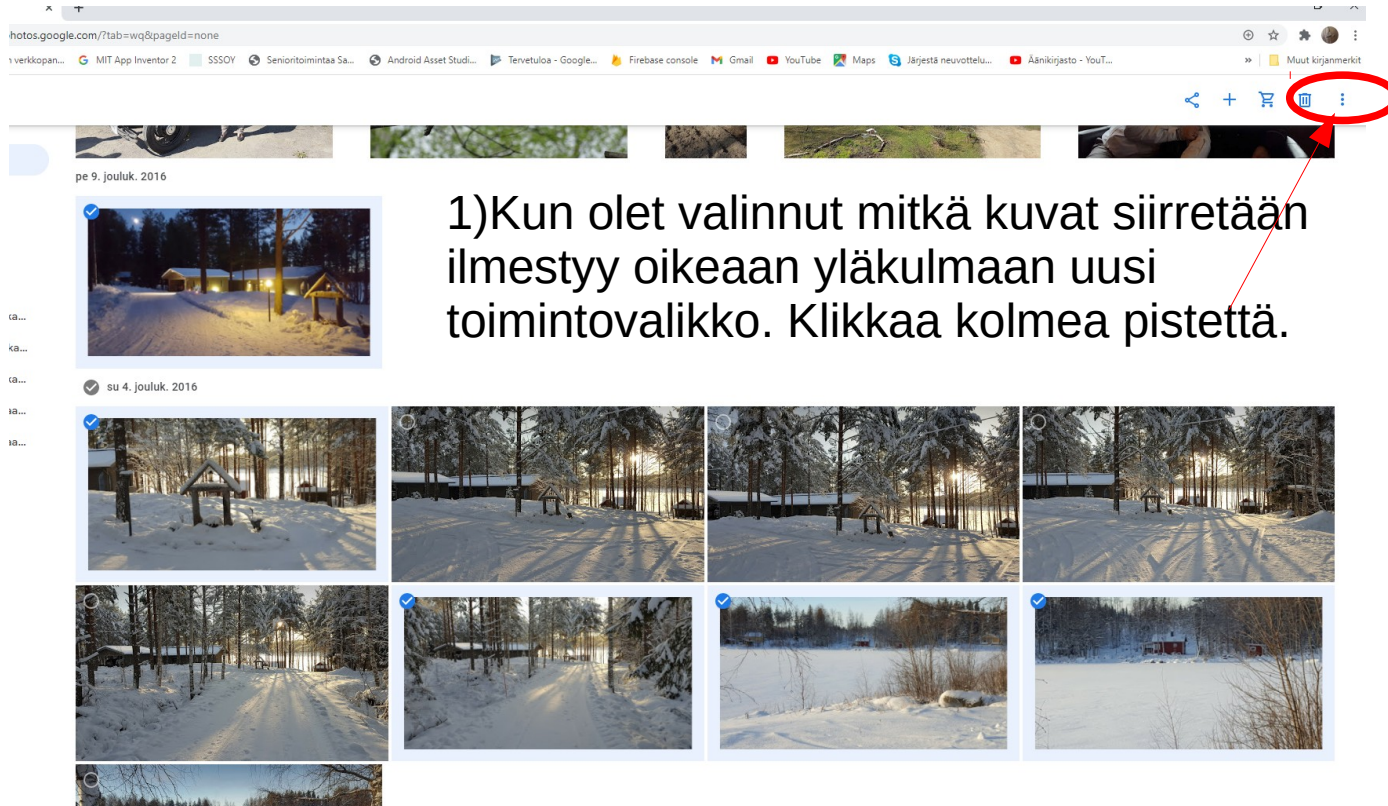 hotos.google.com/?tab=wq&pageId=none
n verkkopan... G MIT App Inventor 2 SSSOY Senioritoimintaa Sa... Android Asset Studi... Tervetuloa - Google... Firebase console Gmail YouTube Maps Järjestä neuvottelu... Äänikirjasto - YouT... » Muut kirjanmerkit
pe 9. jouluk. 2016
1)Kun olet valinnut mitkä kuvat siirretään
ilmestyy oikeaan yläkulmaan uusi
toimintovalikko. Klikkaa kolmea pistettä.
su 4. jouluk. 2016